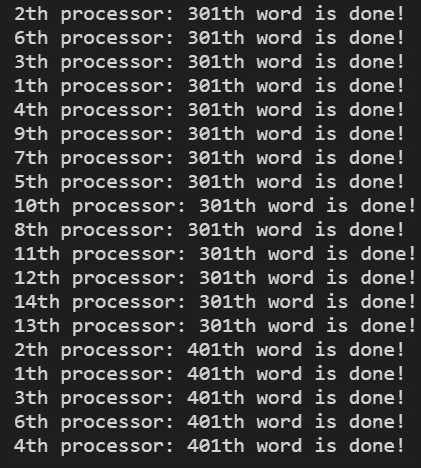 2th processor: 301th word is done!
6th processor: 301th word is done!
3th processor: 301th word is done!
1th processor: 301th word is done!
4th processor: 301th word is done!
9th processor: 301th word is done!
7th processor: 301th word is done!
5th processor: 301th word is done!
10th processor: 301th word is done!
8th processor: 301th word is done!
11th processor: 301th word is done!
12th processor: 301th word is done!
14th processor: 301th word is done!
13th processor: 301th word is done!
2th processor: 401th word is done!
1th processor: 401th word is done!
3th processor: 401th word is done!
6th processor: 401th word is done!
4th processor: 401th word is done!